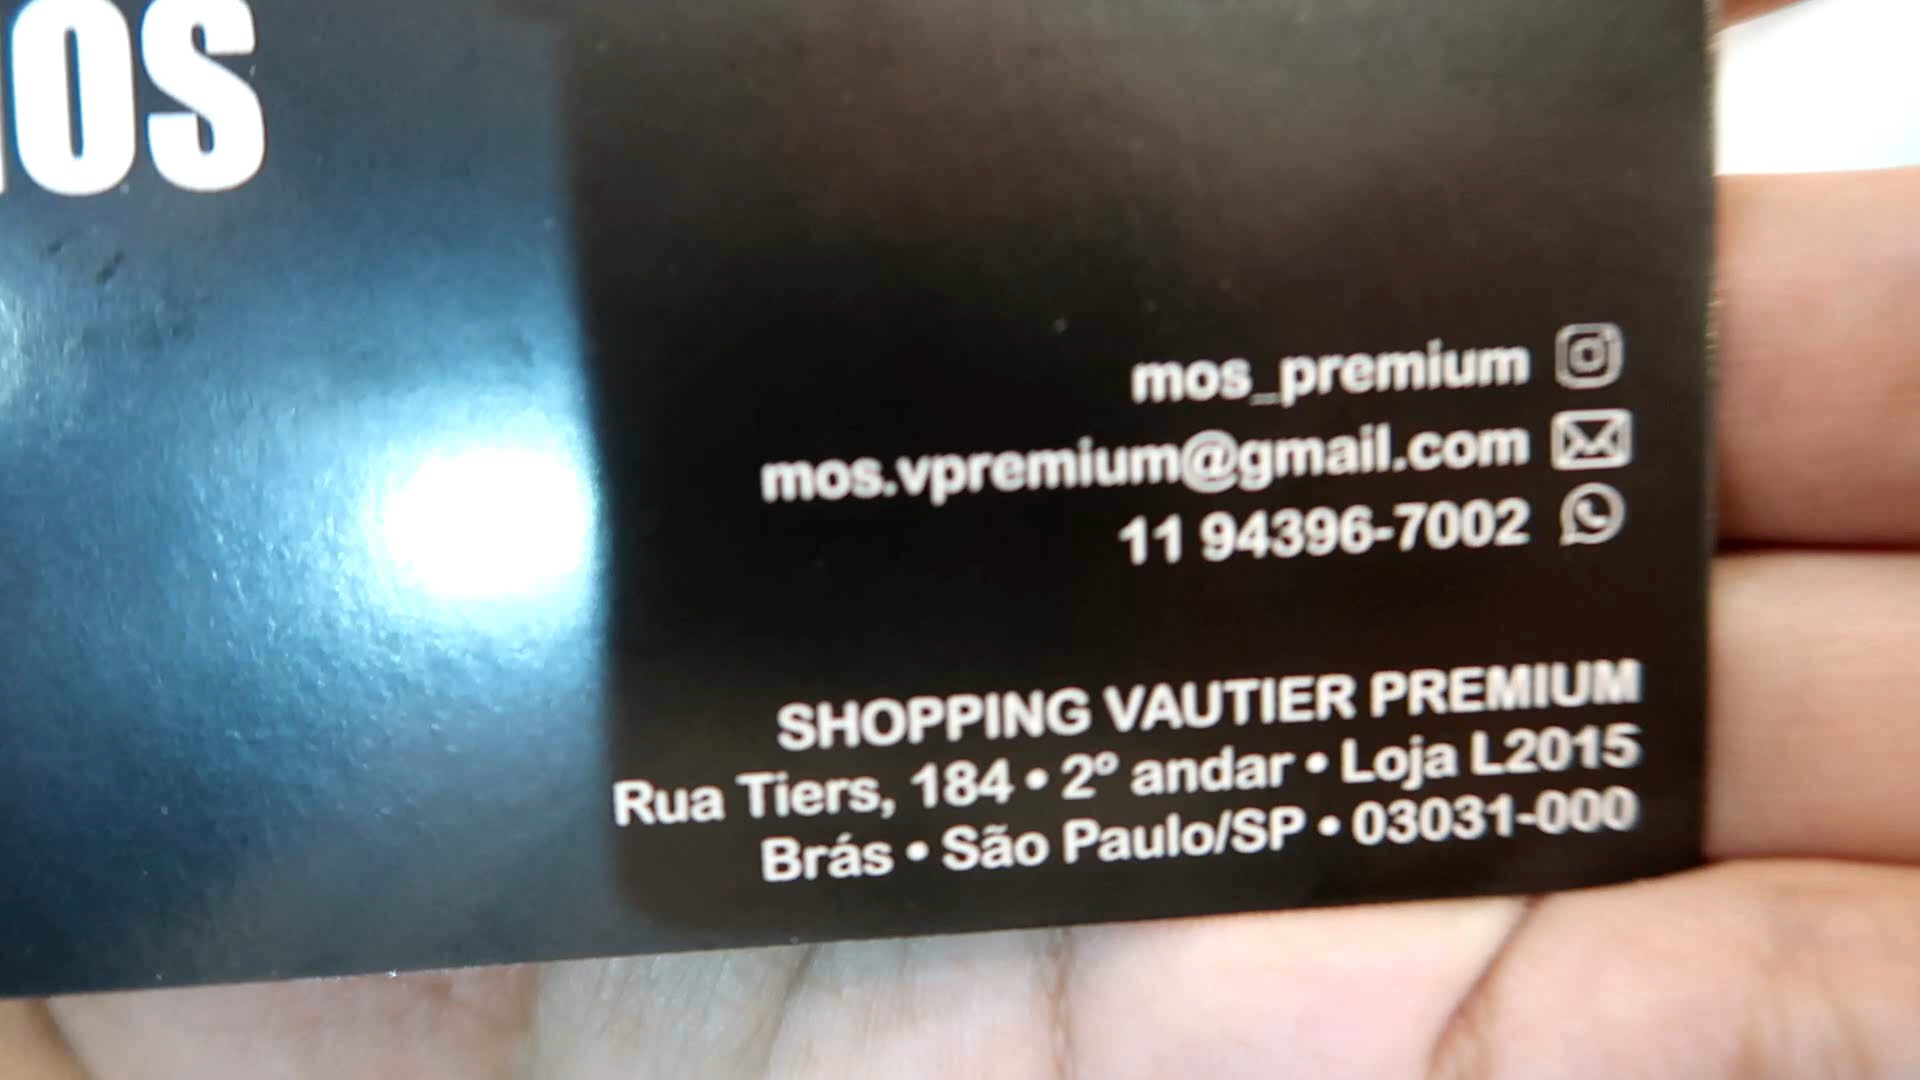 MOS
mos_premium
mos.vpremium@gmail.com
11 94396-7002
SHOPPING VAUTIER PREMIUM
Rua Tiers, 184 • 2º andar • Loja L2015
Brás • São Paulo/SP • 03031-000